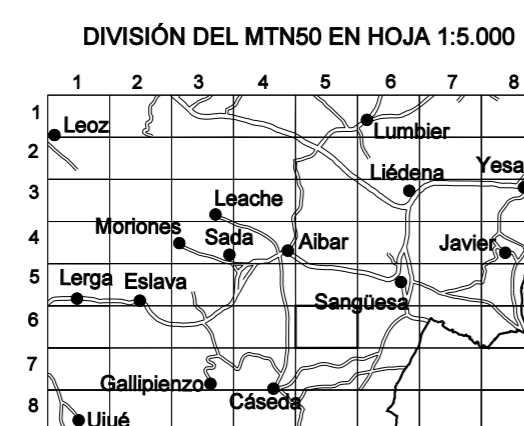 DIVISIÓN DEL MTN50 EN HOJA 1:5.000
1 2 3 4 5 6 7 8
1
Leoz
Lumbier
2
Liédena
Yesa
3
Leache
Moriones
Sada
4
Aibar
Javier
5
Lerga
Eslava
Sangüesa
6
7
Gallipienzo
Cáseda
8
Ujué